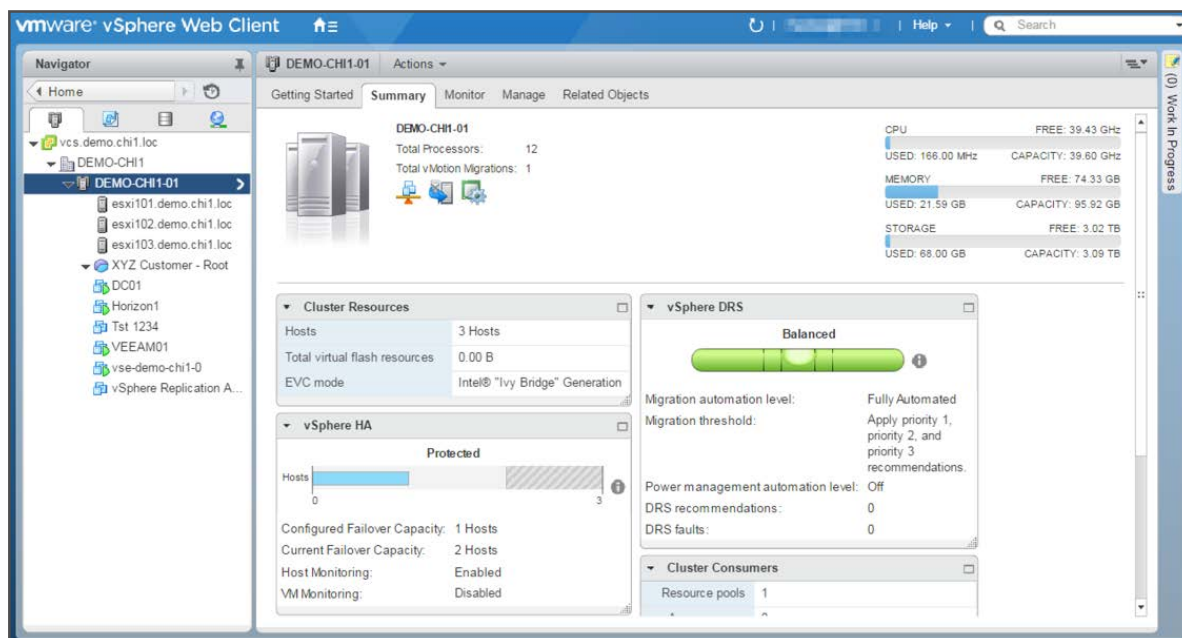 vmware® vSphere Web Client
Help
Search
Navigator
Home
vcs.demo.chi1.loc
DEMO-CHI1
DEMO-CHI1-01
esxi101.demo.chi1.loc
esxi102.demo.chi1.loc
esxi103.demo.chi1.loc
XYZ Customer - Root
DC01
Horizon1
Tst 1234
VEEAM01
vse-demo-chi1-0
vSphere Replication A...
DEMO-CHI1-01 Actions
Getting Started Summary Monitor Manage Related Objects
DEMO-CHI1-01
Total Processors: 12
Total vMotion Migrations: 1
CPU FREE: 39.43 GHz
USED: 166.00 MHz CAPACITY: 39.60 GHz
MEMORY FREE: 74.33 GB
USED: 21.59 GB CAPACITY: 95.92 GB
STORAGE FREE: 3.02 TB
USED: 68.00 GB CAPACITY: 3.09 TB
Cluster Resources
Hosts 3 Hosts
Total virtual flash resources 0.00 B
EVC mode Intel® "Ivy Bridge" Generation
vSphere HA
Protected
Hosts
0 3
Configured Failover Capacity: 1 Hosts
Current Failover Capacity: 2 Hosts
Host Monitoring: Enabled
VM Monitoring: Disabled
vSphere DRS
Balanced
Migration automation level: Fully Automated
Migration threshold: Apply priority 1,
priority 2, and
priority 3
recommendations.
Power management automation level: Off
DRS recommendations: 0
DRS faults: 0
Cluster Consumers
Resource pools 1
(0) Work In Progress